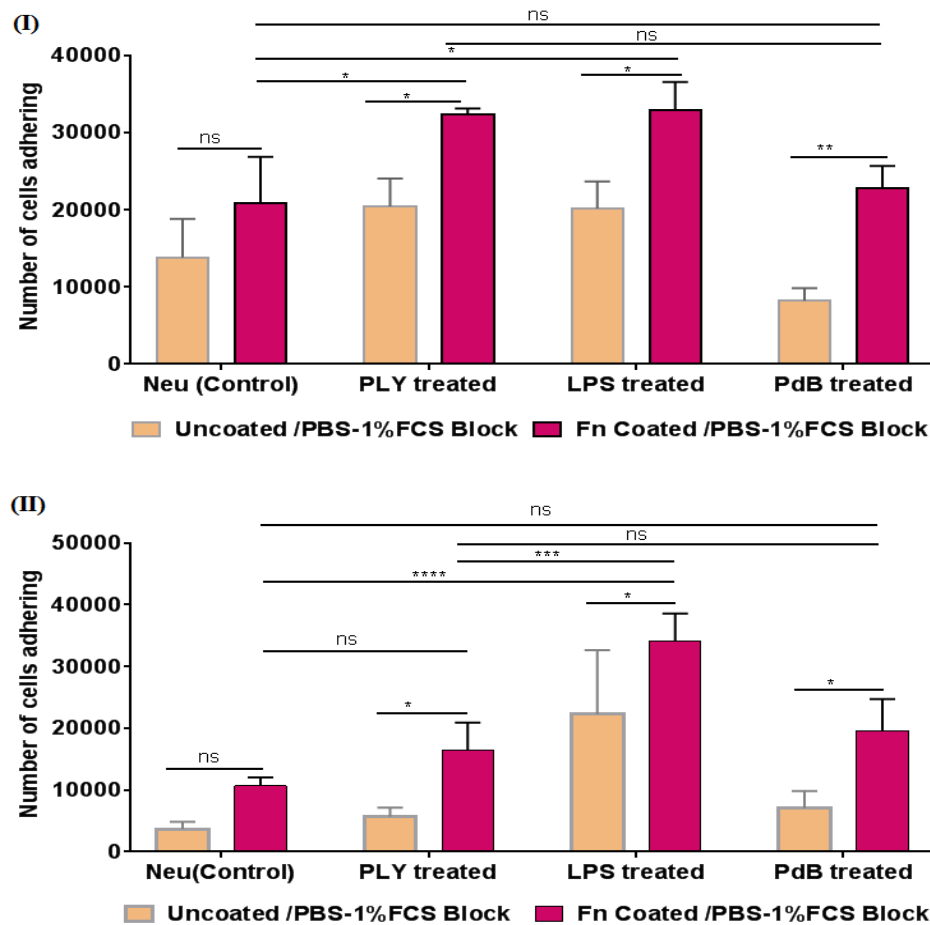 (I)
ns
ns
*
*
*
*
ns
**
Number of cells adhering
40000
30000
20000
10000
0
Neu (Control) PLY treated LPS treated PdB treated
Uncoated /PBS-1%FCS Block Fn Coated /PBS-1%FCS Block
(II)
ns
ns
***
****
*
ns
*
*
ns
Number of cells adhering
50000
40000
30000
20000
10000
0
Neu(Control) PLY treated LPS treated PdB treated
Uncoated /PBS-1%FCS Block Fn Coated /PBS-1%FCS Block